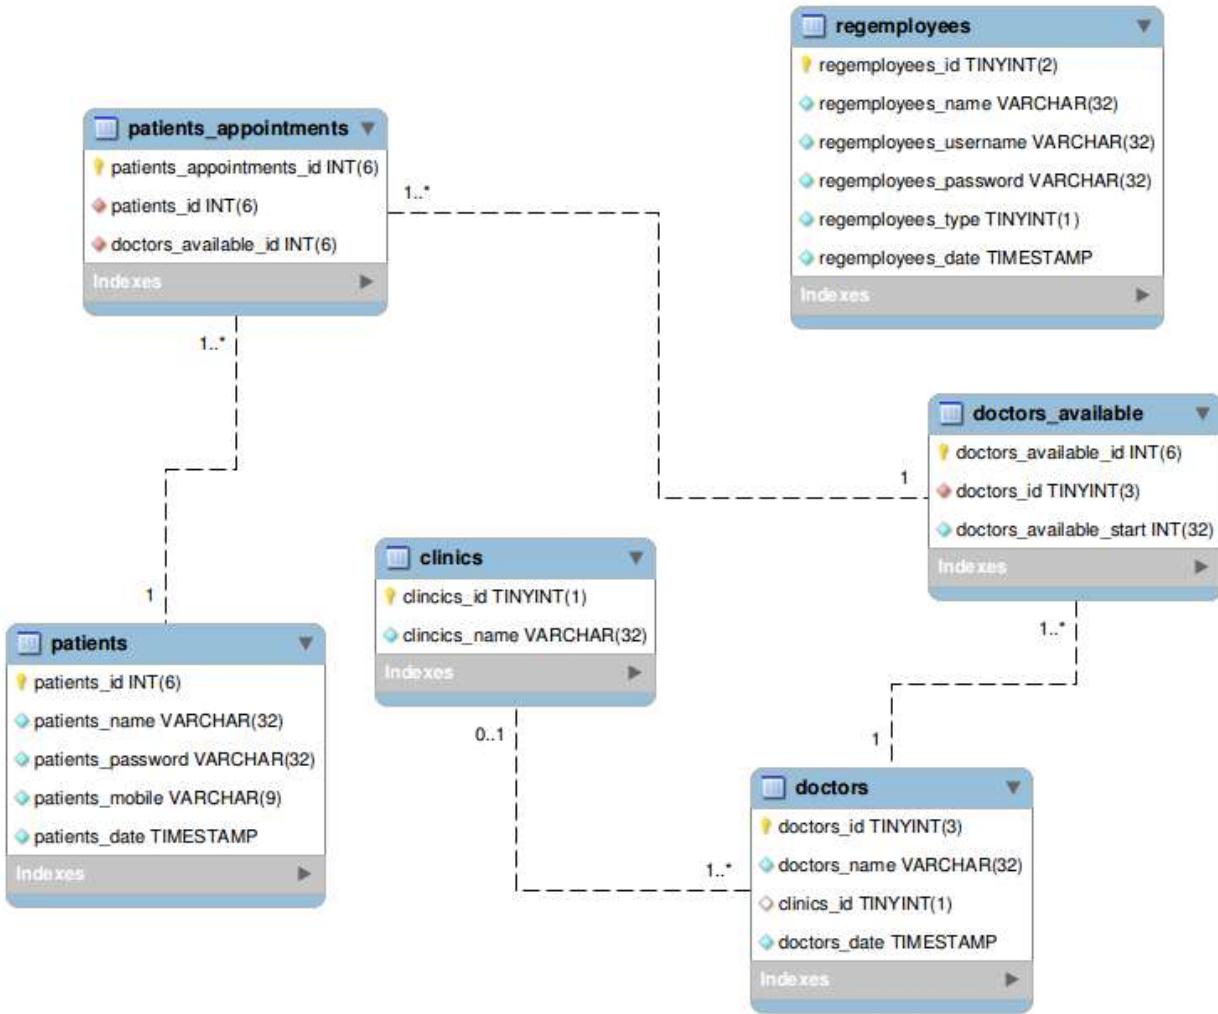 regemployees
regemployees_id TINYINT(2)
regemployees_name VARCHAR(32)
regemployees_username VARCHAR(32)
regemployees_password VARCHAR(32)
regemployees_type TINYINT(1)
regemployees_date TIMESTAMP
Indexes
patients_appointments
patients_appointments_id INT(6)
patients_id INT(6)
doctors_available_id INT(6)
Indexes
1..*
1..*
1
1
doctors_available
doctors_available_id INT(6)
doctors_id TINYINT(3)
doctors_available_start INT(32)
Indexes
1..*
1
clinics
clincics_id TINYINT(1)
clincics_name VARCHAR(32)
Indexes
0..1
1..*
patients
patients_id INT(6)
patients_name VARCHAR(32)
patients_password VARCHAR(32)
patients_mobile VARCHAR(9)
patients_date TIMESTAMP
Indexes
doctors
doctors_id TINYINT(3)
doctors_name VARCHAR(32)
clinics_id TINYINT(1)
doctors_date TIMESTAMP
Indexes